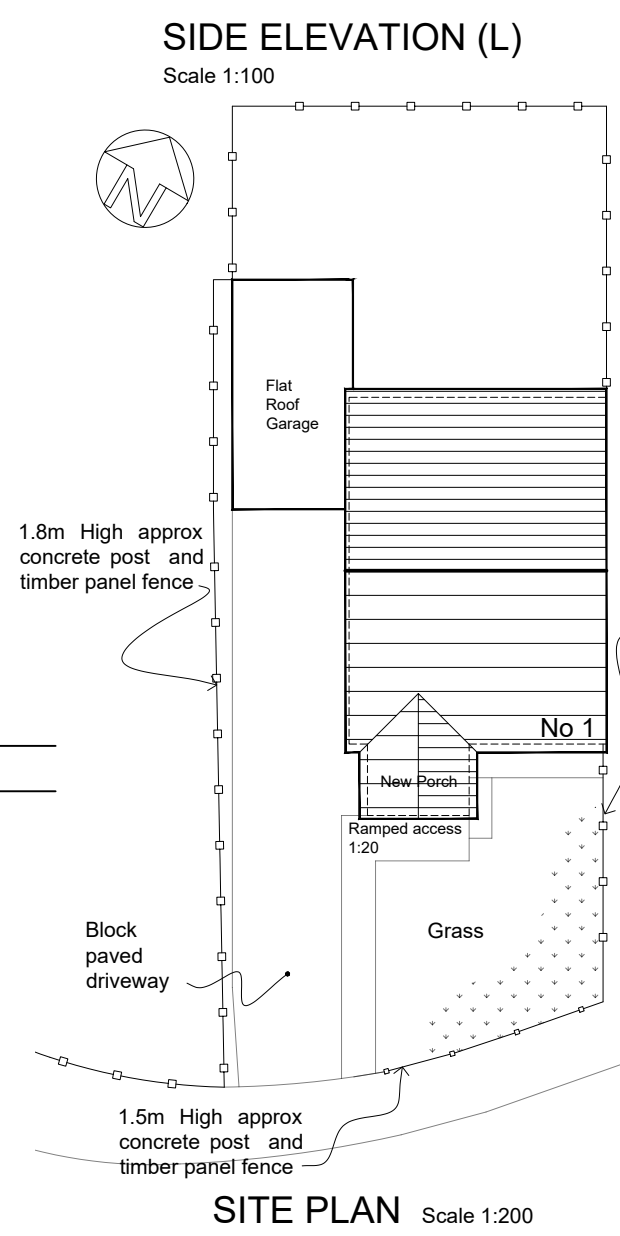 SIDE ELEVATION (L)
Scale 1:100
N
Flat
Roof
Garage
1.8m High approx
concrete post and
timber panel fence
No 1
New Porch
Ramped access
1:20
Block
paved
driveway
Grass
1.5m High approx
concrete post and
timber panel fence
SITE PLAN Scale 1:200